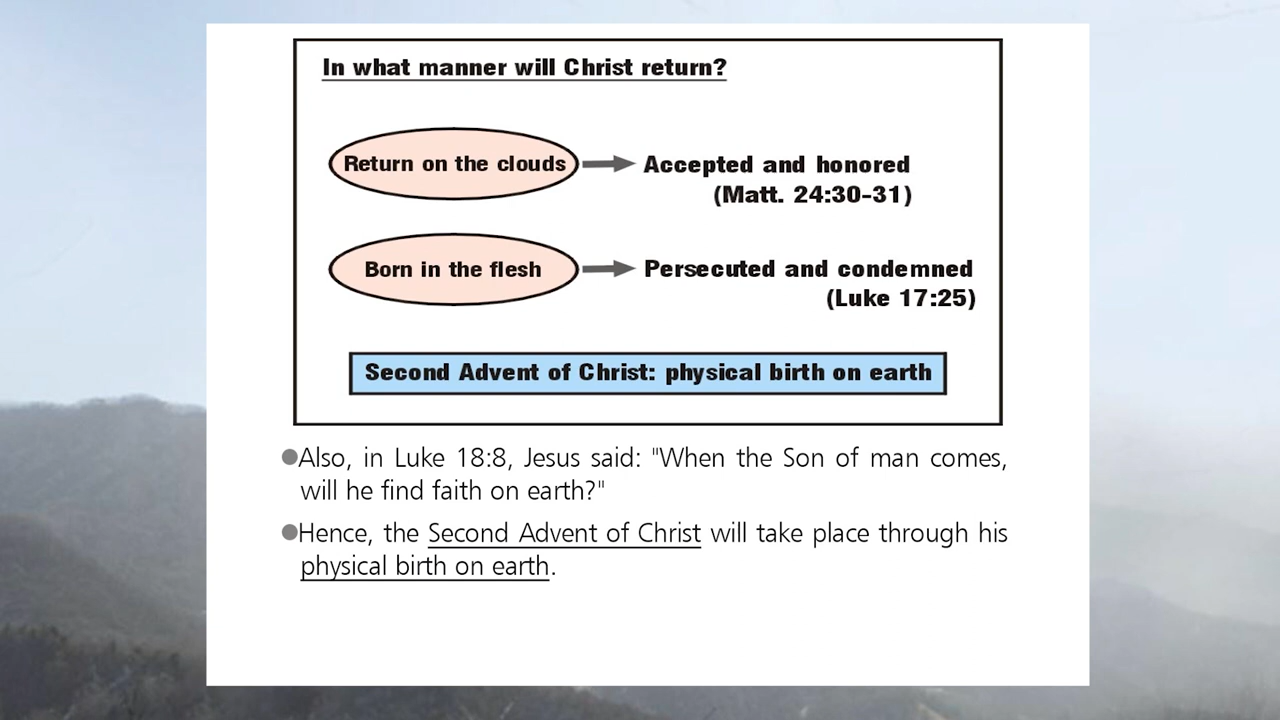 In what manner will Christ return?
Return on the clouds
Accepted and honored
(Matt. 24:30-31)
Born in the flesh
Persecuted and condemned
(Luke 17:25)
Second Advent of Christ: physical birth on earth
●Also, in Luke 18:8, Jesus said: "When the Son of man comes,
will he find faith on earth?"
●Hence, the Second Advent of Christ will take place through his
physical birth on earth.